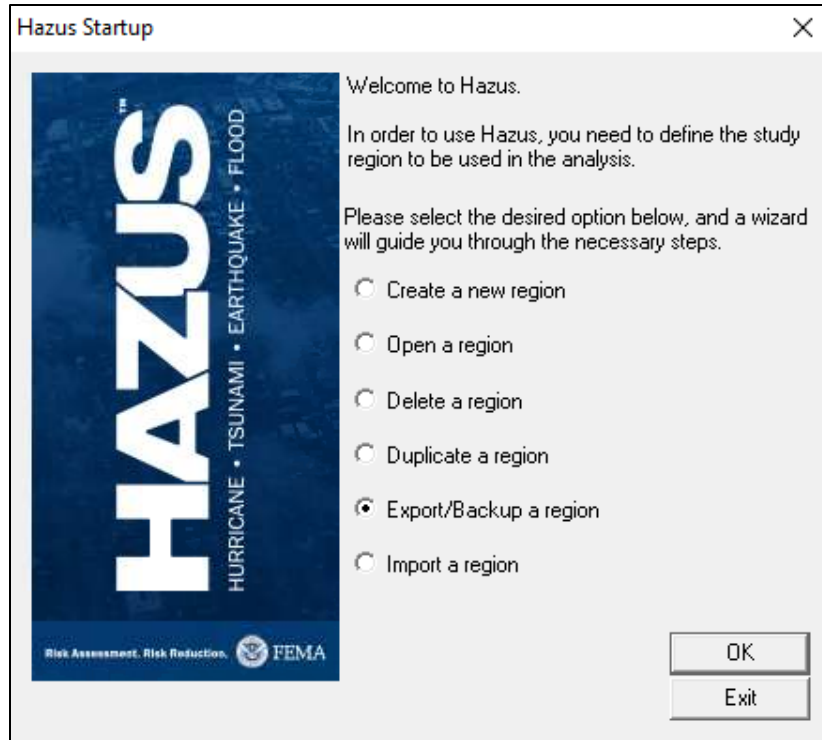 Hazus Startup
HAZUS™
HURRICANE • TSUNAMI • EARTHQUAKE • FLOOD
Risk Assessment. Risk Reduction. FEMA
Welcome to Hazus.
In order to use Hazus, you need to define the study
region to be used in the analysis.
Please select the desired option below, and a wizard
will guide you through the necessary steps.
Create a new region
Open a region
Delete a region
Duplicate a region
Export/Backup a region
Import a region
OK
Exit